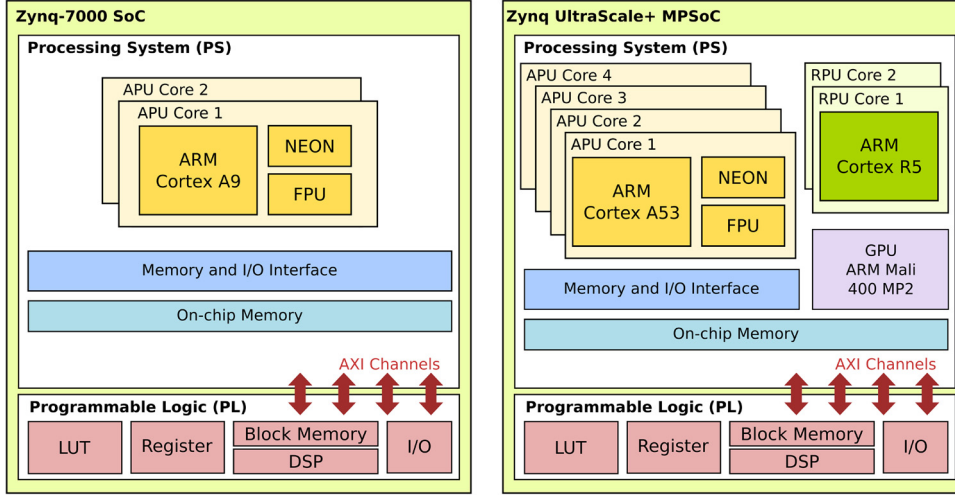 Zynq-7000 SoC
Processing System (PS)
APU Core 2
APU Core 1
ARM
Cortex A9
NEON
FPU
Memory and I/O Interface
On-chip Memory
AXI Channels
Programmable Logic (PL)
LUT
Register
Block Memory
DSP
I/O
Zynq UltraScale+ MPSoC
Processing System (PS)
APU Core 4
APU Core 3
APU Core 2
APU Core 1
ARM
Cortex A53
NEON
FPU
RPU Core 2
RPU Core 1
ARM
Cortex R5
GPU
ARM Mali
400 MP2
Memory and I/O Interface
On-chip Memory
AXI Channels
Programmable Logic (PL)
LUT
Register
Block Memory
DSP
I/O